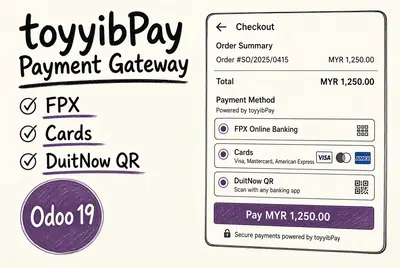 toyyibPay
Payment Gateway
FPX
Cards
DuitNow QR
Odoo 19
← Checkout
Order Summary
Order #SO/2025/0415 MYR 1,250.00
Total MYR 1,250.00
Payment Method
Powered by toyyibPay
FPX Online Banking
Cards
Visa, Mastercard, American Express VISA AMEX
DuitNow QR
Scan with any banking app
Pay MYR 1,250.00
Secure payments powered by toyyibPay